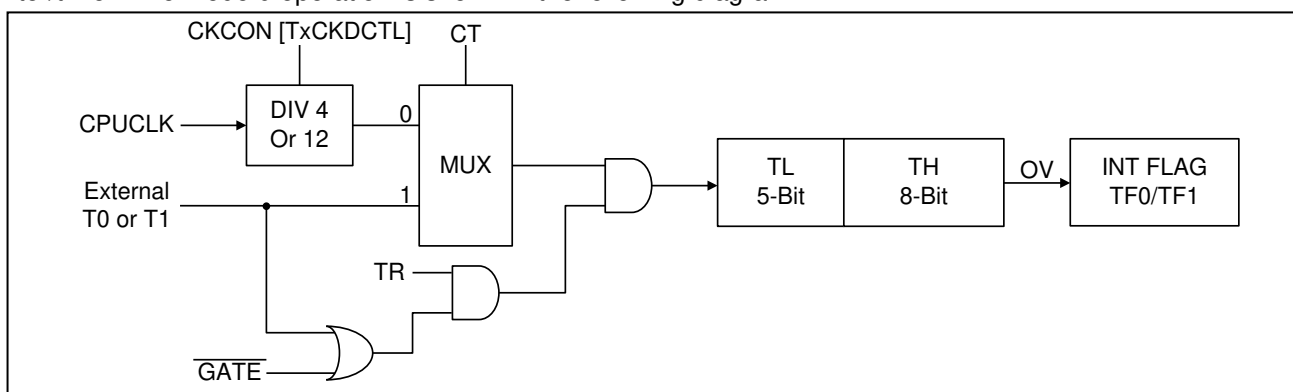 CKCON [TxCKDCTL] CT
CPUCLK
DIV 4
Or 12
0
MUX
External
T0 or T1
1
TL
5-Bit
TH
8-Bit
OV
INT FLAG
TF0/TF1
TR
GATE